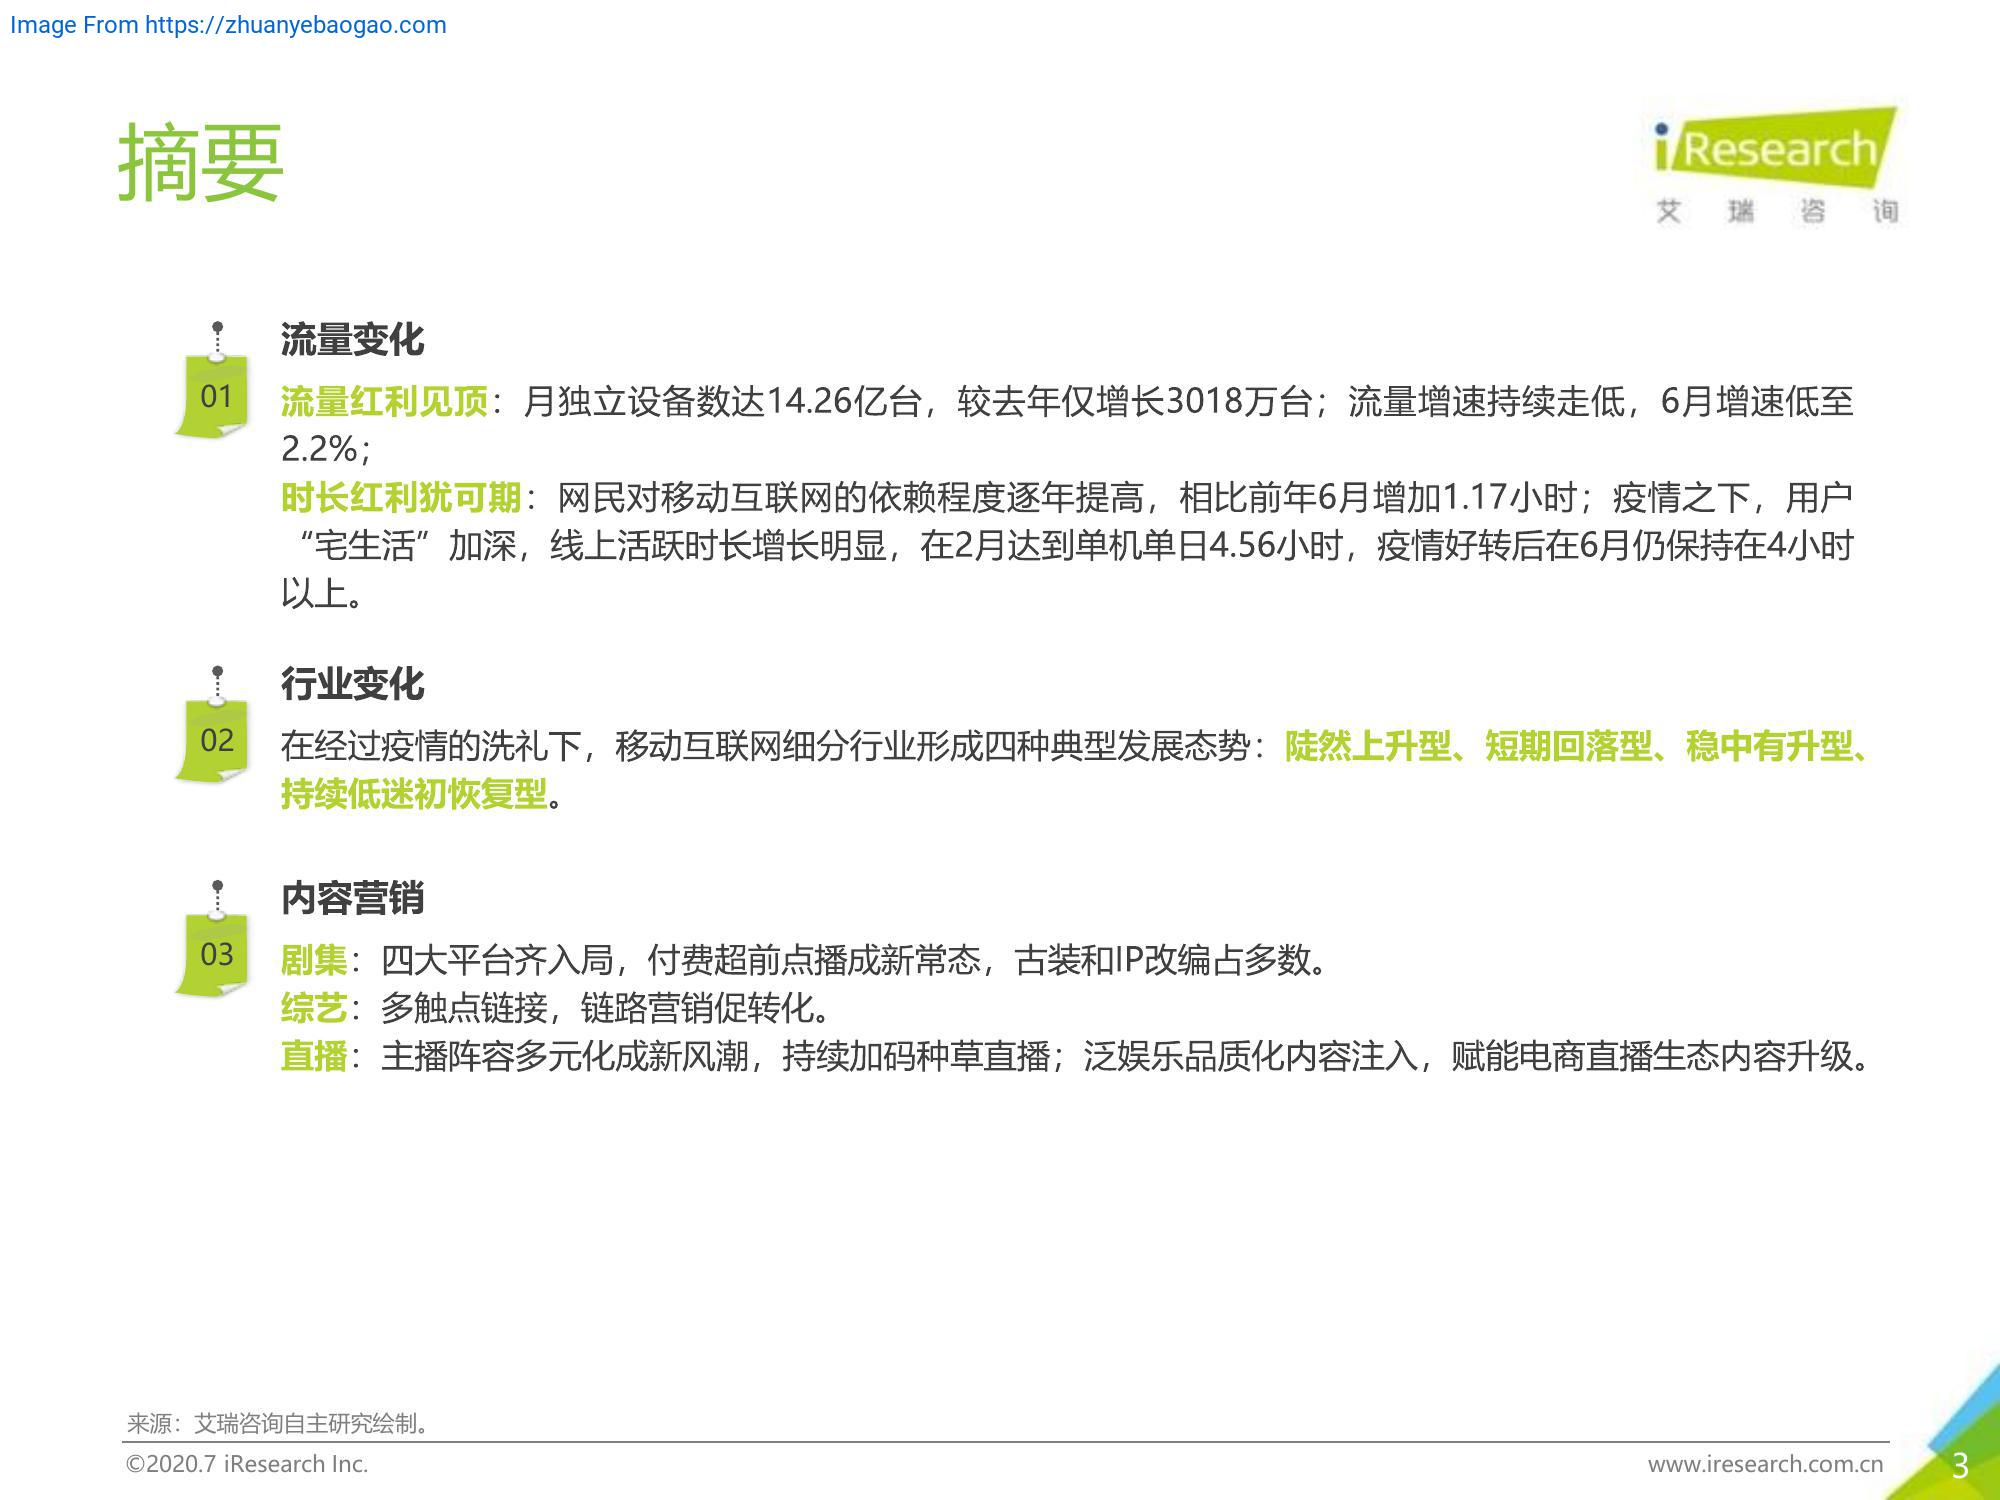 Image From https://zhuanyebaogao.com
摘要
iResearch
艾瑞咨询
01
流量变化
流量红利见顶：月独立设备数达14.26亿台，较去年仅增长3018万台；流量增速持续走低，6月增速低至
2.2%；
时长红利犹可期：网民对移动互联网的依赖程度逐年提高，相比前年6月增加1.17小时；疫情之下，用户
“宅生活”加深，线上活跃时长增长明显，在2月达到单机单日4.56小时，疫情好转后在6月仍保持在4小时
以上。
02
行业变化
在经过疫情的洗礼下，移动互联网细分行业形成四种典型发展态势：陡然上升型、短期回落型、稳中有升型、
持续低迷初恢复型。
03
内容营销
剧集：四大平台齐入局，付费超前点播成新常态，古装和IP改编占多数。
综艺：多触点链接，链路营销促转化。
直播：主播阵容多元化成新风潮，持续加码种草直播；泛娱乐品质化内容注入，赋能电商直播生态内容升级。
来源：艾瑞咨询自主研究绘制。
©2020.7 iResearch Inc.
www.iresearch.com.cn
3